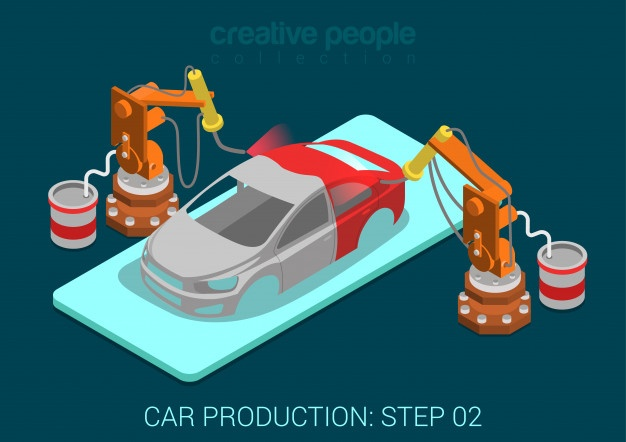 creative people
collection
CAR PRODUCTION: STEP 02